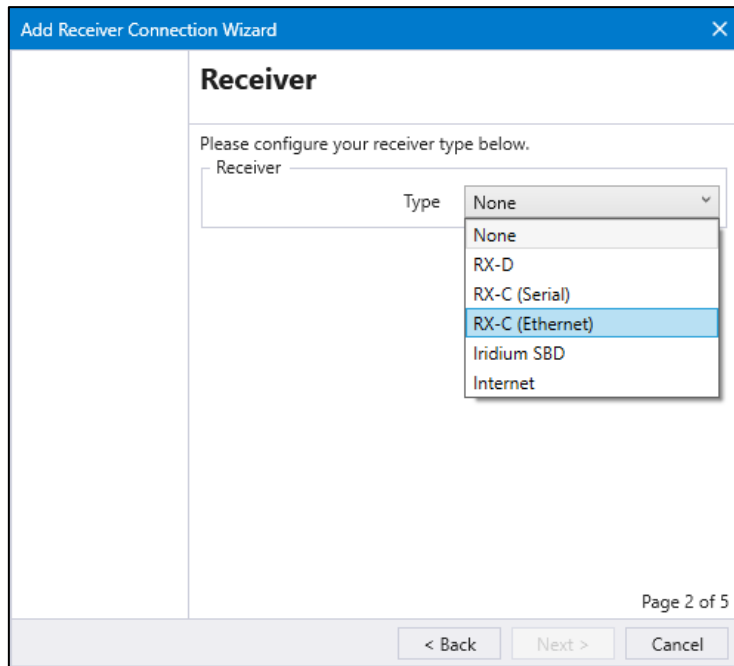 Add Receiver Connection Wizard
Receiver
Please configure your receiver type below.
Receiver
Type None
None
RX-D
RX-C (Serial)
RX-C (Ethernet)
Iridium SBD
Internet
Page 2 of 5
< Back Next > Cancel